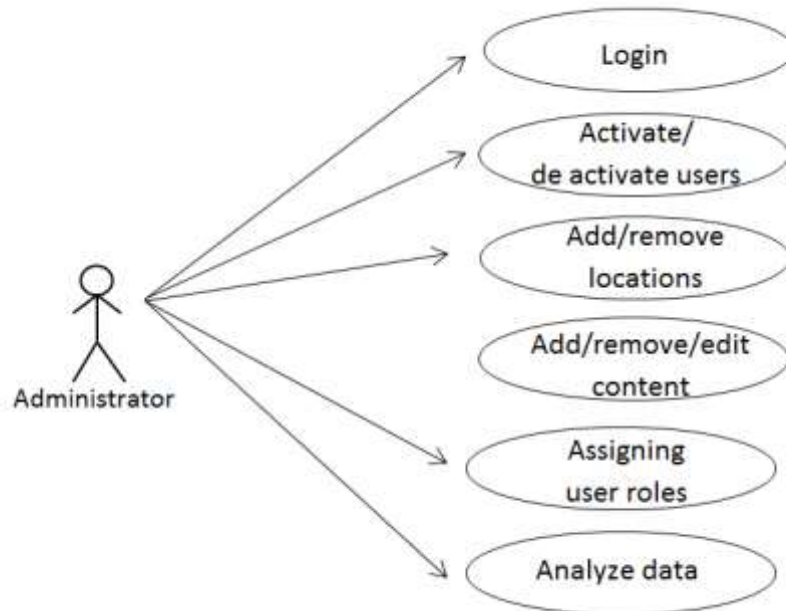 Login
Activate/
de activate users
Add/remove
locations
Add/remove/edit
content
Administrator
Assigning
user roles
Analyze data